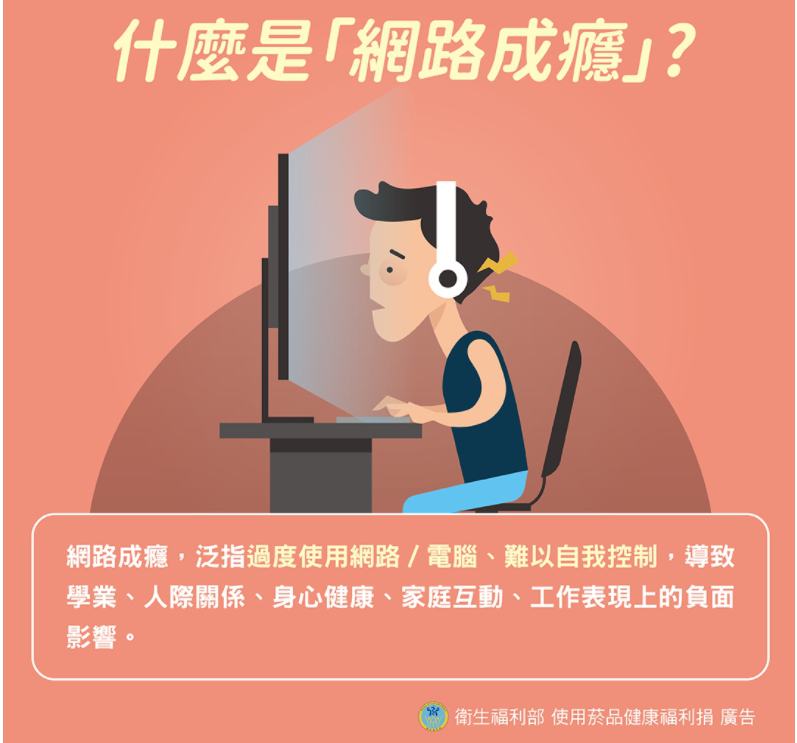 什麼是「網路成癮」?
網路成癮，泛指過度使用網路 / 電腦、難以自我控制，導致
學業、人際關係、身心健康、家庭互動、工作表現上的負面
影響。
衛生福利部 使用菸品健康福利捐 廣告